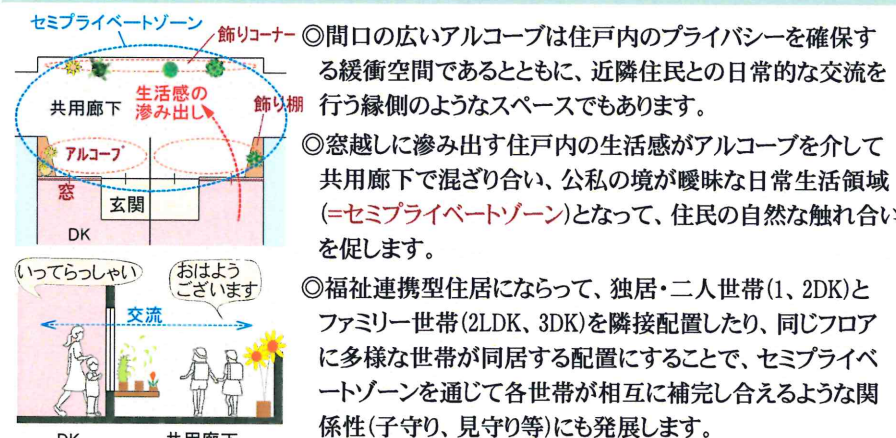 セミプライベートゾーン
飾りコーナー
共用廊下
生活感の
滲み出し
飾り棚
アルコーブ
窓
玄関
DK
いってらっしゃい
おはよう
ございます
交流
DK
共用廊下
◎間口の広いアルコーブは住戸内のプライバシーを確保す
る緩衝空間であるとともに、近隣住民との日常的な交流を
行う縁側のようなスペースでもあります。
◎窓越しに滲み出す住戸内の生活感がアルコーブを介して
共用廊下で混ざり合い、公私の境が曖昧な日常生活領域
(=セミプライベートゾーン)となって、住民の自然な触れ合い
を促します。
◎福祉連携型住居にならって、独居・二人世帯(1、2DK)と
ファミリー世帯(2LDK、3DK)を隣接配置したり、同じフロア
に多様な世帯が同居する配置にすることで、セミプライベ
ートゾーンを通じて各世帯が相互に補完し合えるような関
係性(子守り、見守り等)にも発展します。